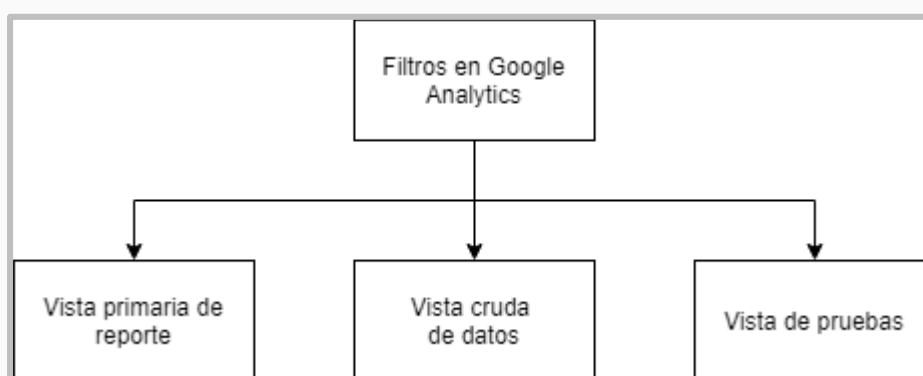 Filtros en Google
Analytics
Vista primaria de
reporte
Vista cruda
de datos
Vista de pruebas